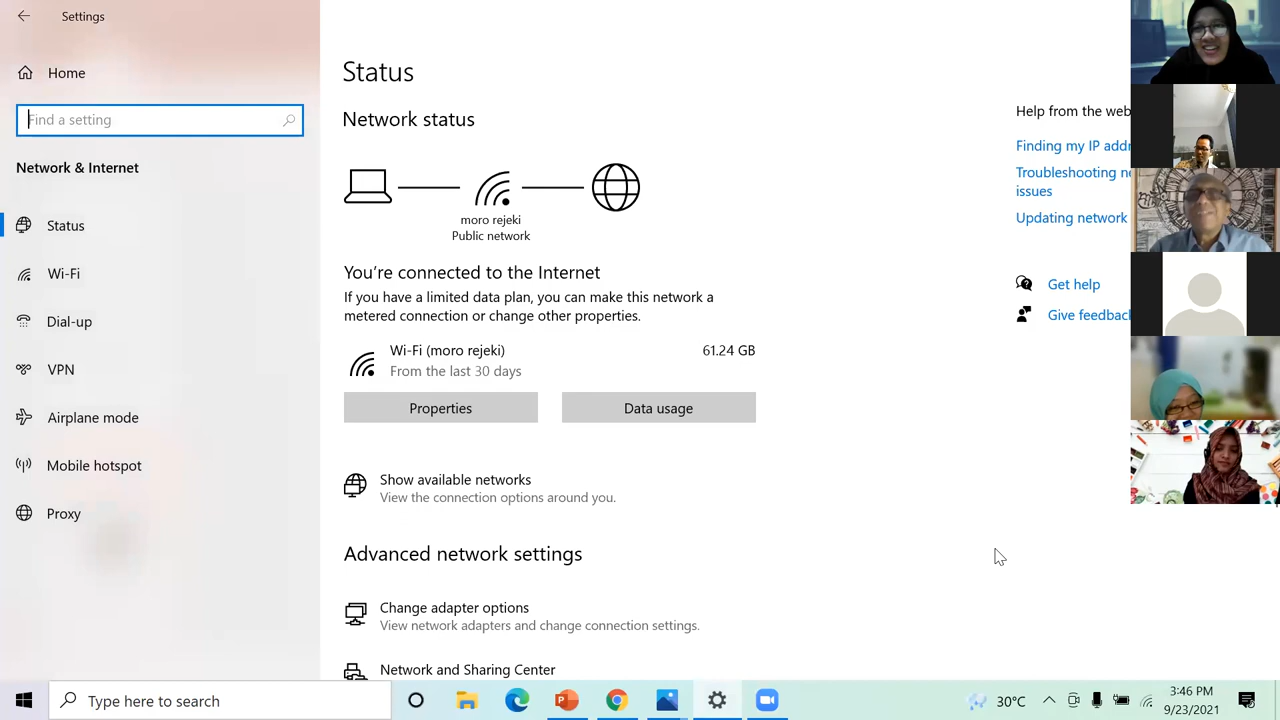 Settings
Home
Find a setting
Network & Internet
Status
Wi-Fi
Dial-up
VPN
Airplane mode
Mobile hotspot
Proxy
Status
Network status
moro rejeki
Public network
You're connected to the Internet
If you have a limited data plan, you can make this network a
metered connection or change other properties.
Wi-Fi (moro rejeki)
61.24 GB
From the last 30 days
Properties
Data usage
Show available networks
View the connection options around you.
Advanced network settings
Change adapter options
View network adapters and change connection settings.
Network and Sharing Center
Help from the web
Finding my IP addr
Troubleshooting ne
issues
Updating network
Get help
Give feedback
Type here to search
30°C
3:46 PM
9/23/2021